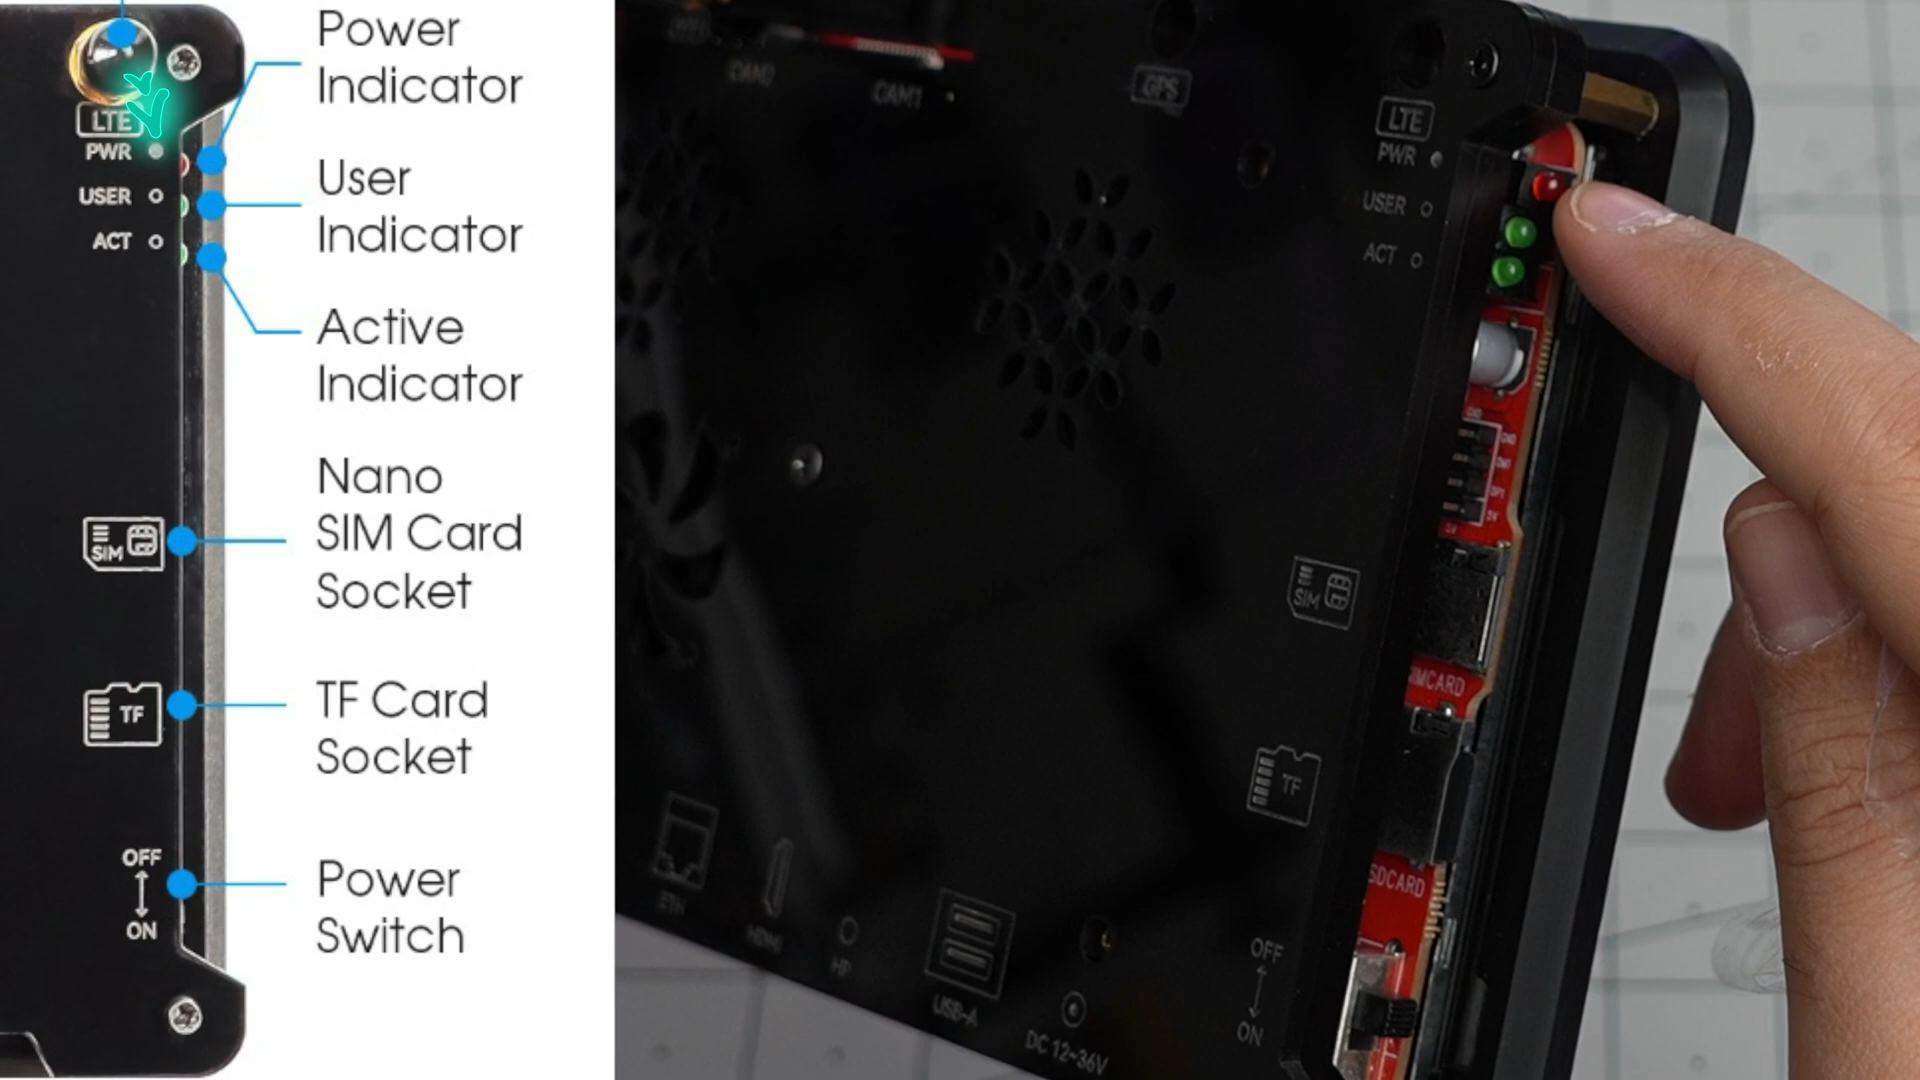 Power
Indicator
LTE
PWR
USER
ACT
User
Indicator
Active
Indicator
Nano
SIM Card
Socket
SIM
TF Card
Socket
TF
OFF
ON
Power
Switch
CAM2
CAM1
GPS
LTE
PWR
USER
ACT
SIM
SIMCARD
TF
SDCARD
ETH
HDMI
HP
USB-A
DC 12~36V
OFF
ON